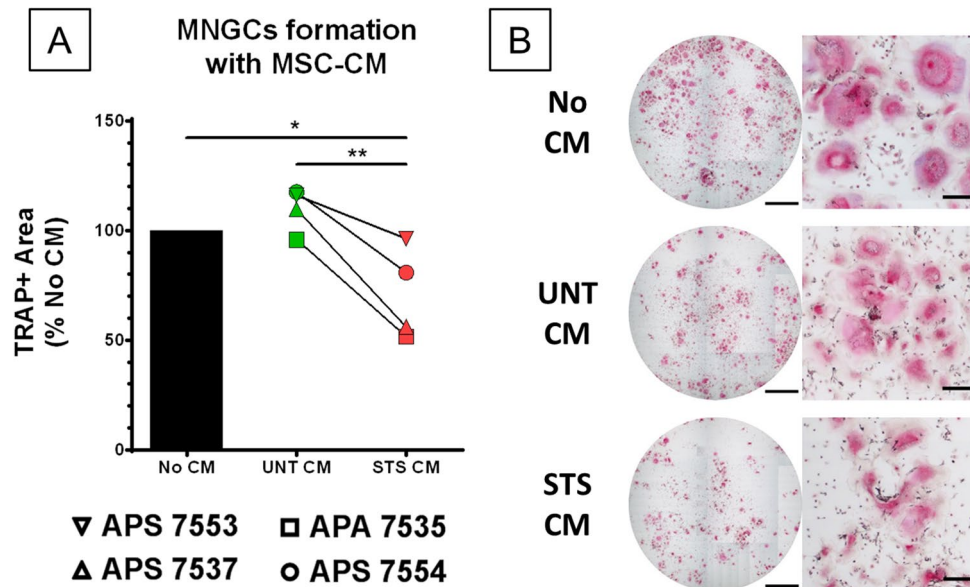 A
MNGCs formation
with MSC-CM
*
**
150
100
50
0
TRAP+ Area
(% No CM)
No CM UNT CM STS CM
▽ APS 7553 □ APA 7535
△ APS 7537 ○ APS 7554
B
No
CM
UNT
CM
STS
CM